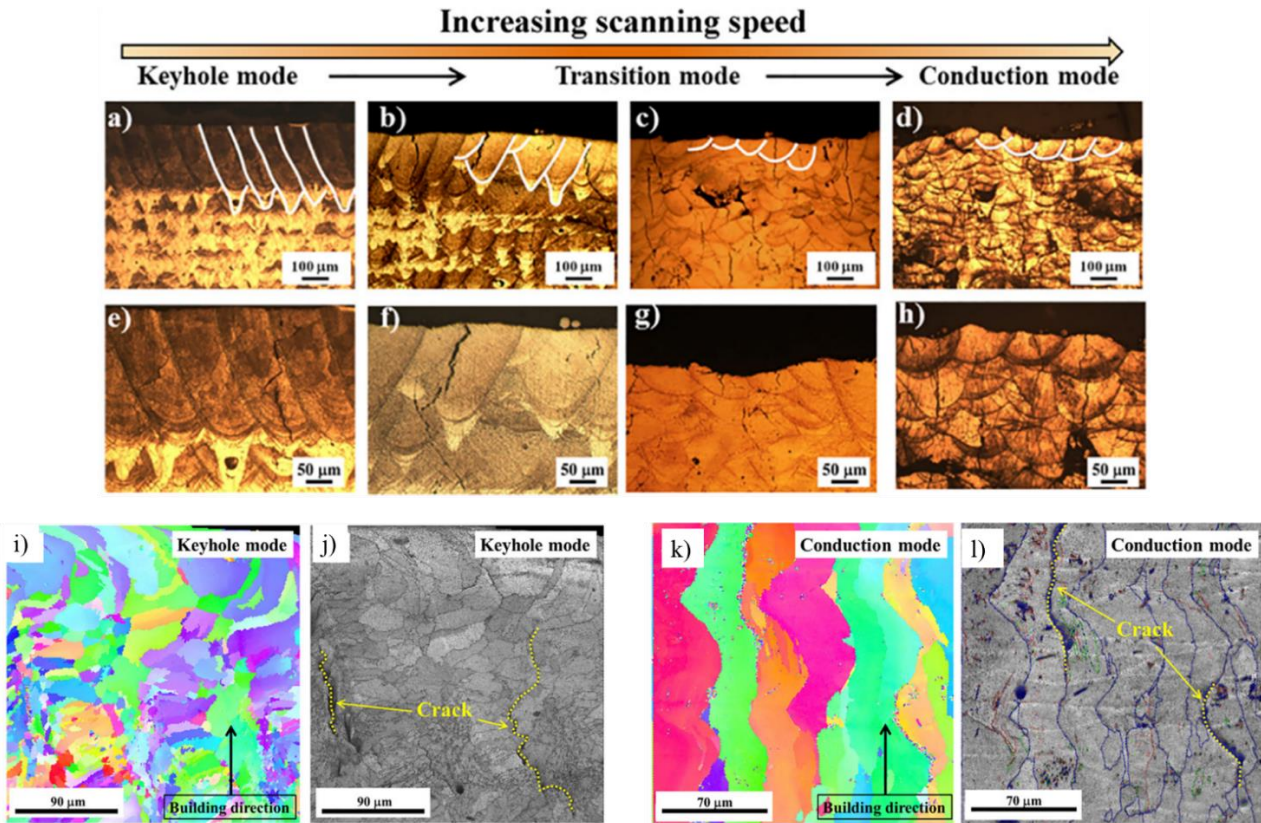 Increasing scanning speed
Keyhole mode Transition mode Conduction mode
a) b) c) d)
100 μm 100 μm 100 μm 100 μm
e) f) g) h)
50 μm 50 μm 50 μm 50 μm
i) Keyhole mode j) Keyhole mode k) Conduction mode l) Conduction mode
Crack Crack
90 μm Building direction 90 μm 70 μm Building direction 70 μm